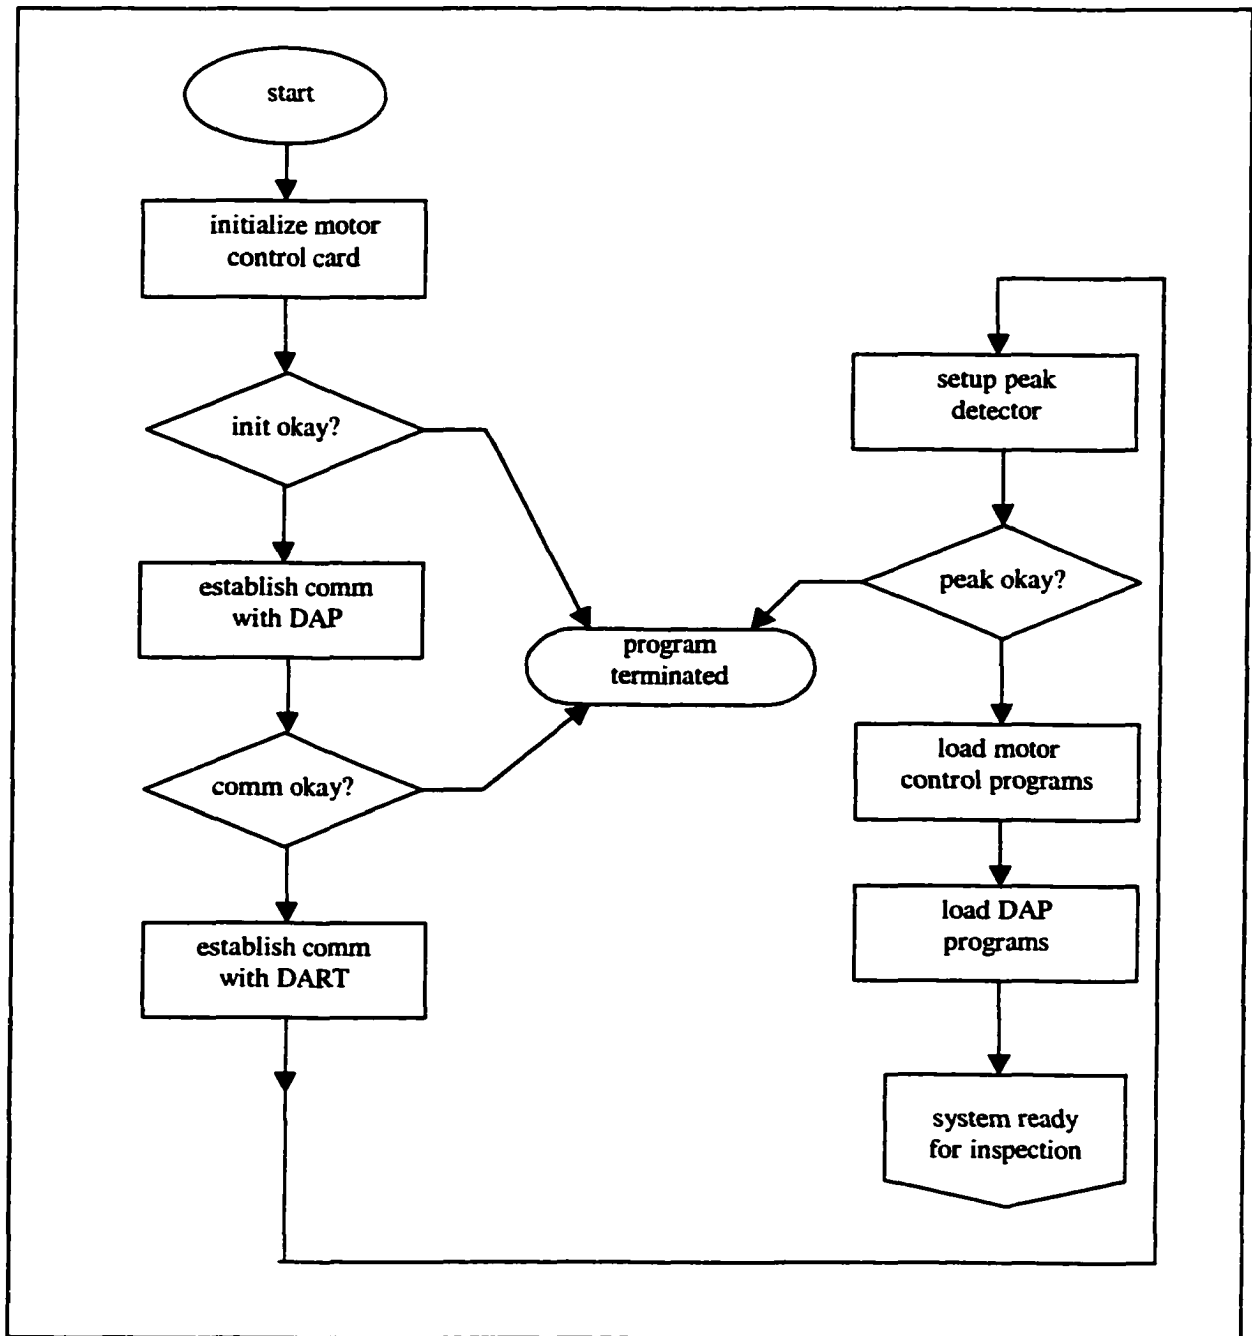 start
initialize motor
control card
init okay?
establish comm
with DAP
comm okay?
establish comm
with DART
program
terminated
setup peak
detector
peak okay?
load motor
control programs
load DAP
programs
system ready
for inspection